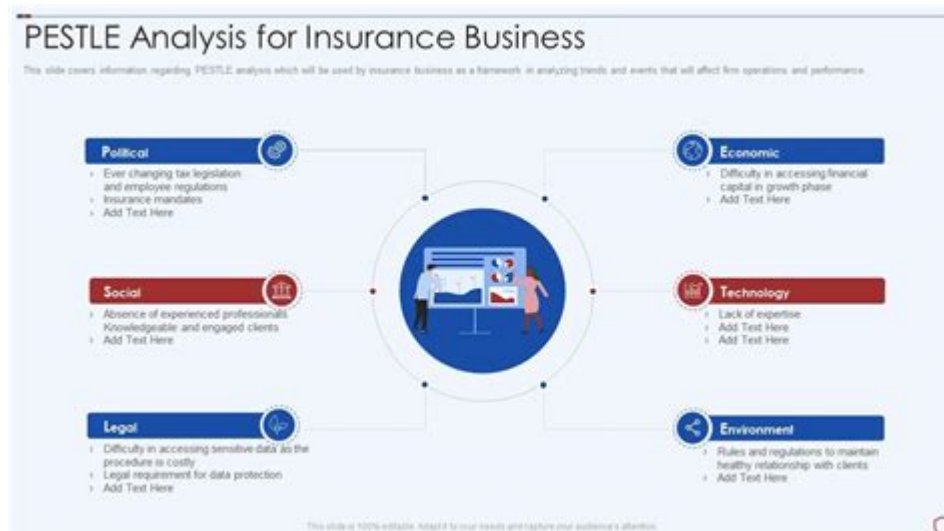 PESTLE Analysis for Insurance Business
This slide covers information regarding PESTLE analysis which will be used by insurance business as a framework in analyzing trends and events that will affect firm operations and performance.
Political
Ever changing tax legislation
and employee regulations
Insurance mandates
Add Text Here
Economic
Difficulty in accessing financial
capital in growth phase
Add Text Here
Social
Absence of experienced professionals
Knowledgeable and engaged clients
Add Text Here
Technology
Lack of expertise
Add Text Here
Add Text Here
Legal
Difficulty in accessing sensitive data as the
procedure is costly
Legal requirement for data protection
Add Text Here
Environment
Rules and regulations to maintain
healthy relationship with clients
Add Text Here
This slide is 100% editable. Adapt it to your needs and capture your audience's attention.